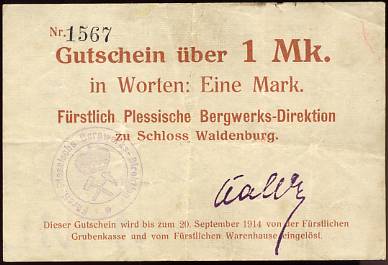 Nr. 1567
Gutschein über 1 Mk.
in Worten: Eine Mark.
Fürstlich Plessische Bergwerks-Direktion
zu Schloss Waldenburg.
Dieser Gutschein wird bis zum 20. September 1914 von der Fürstlichen
Grubenkasse und vom Fürstlichen Warenhause eingelöst.